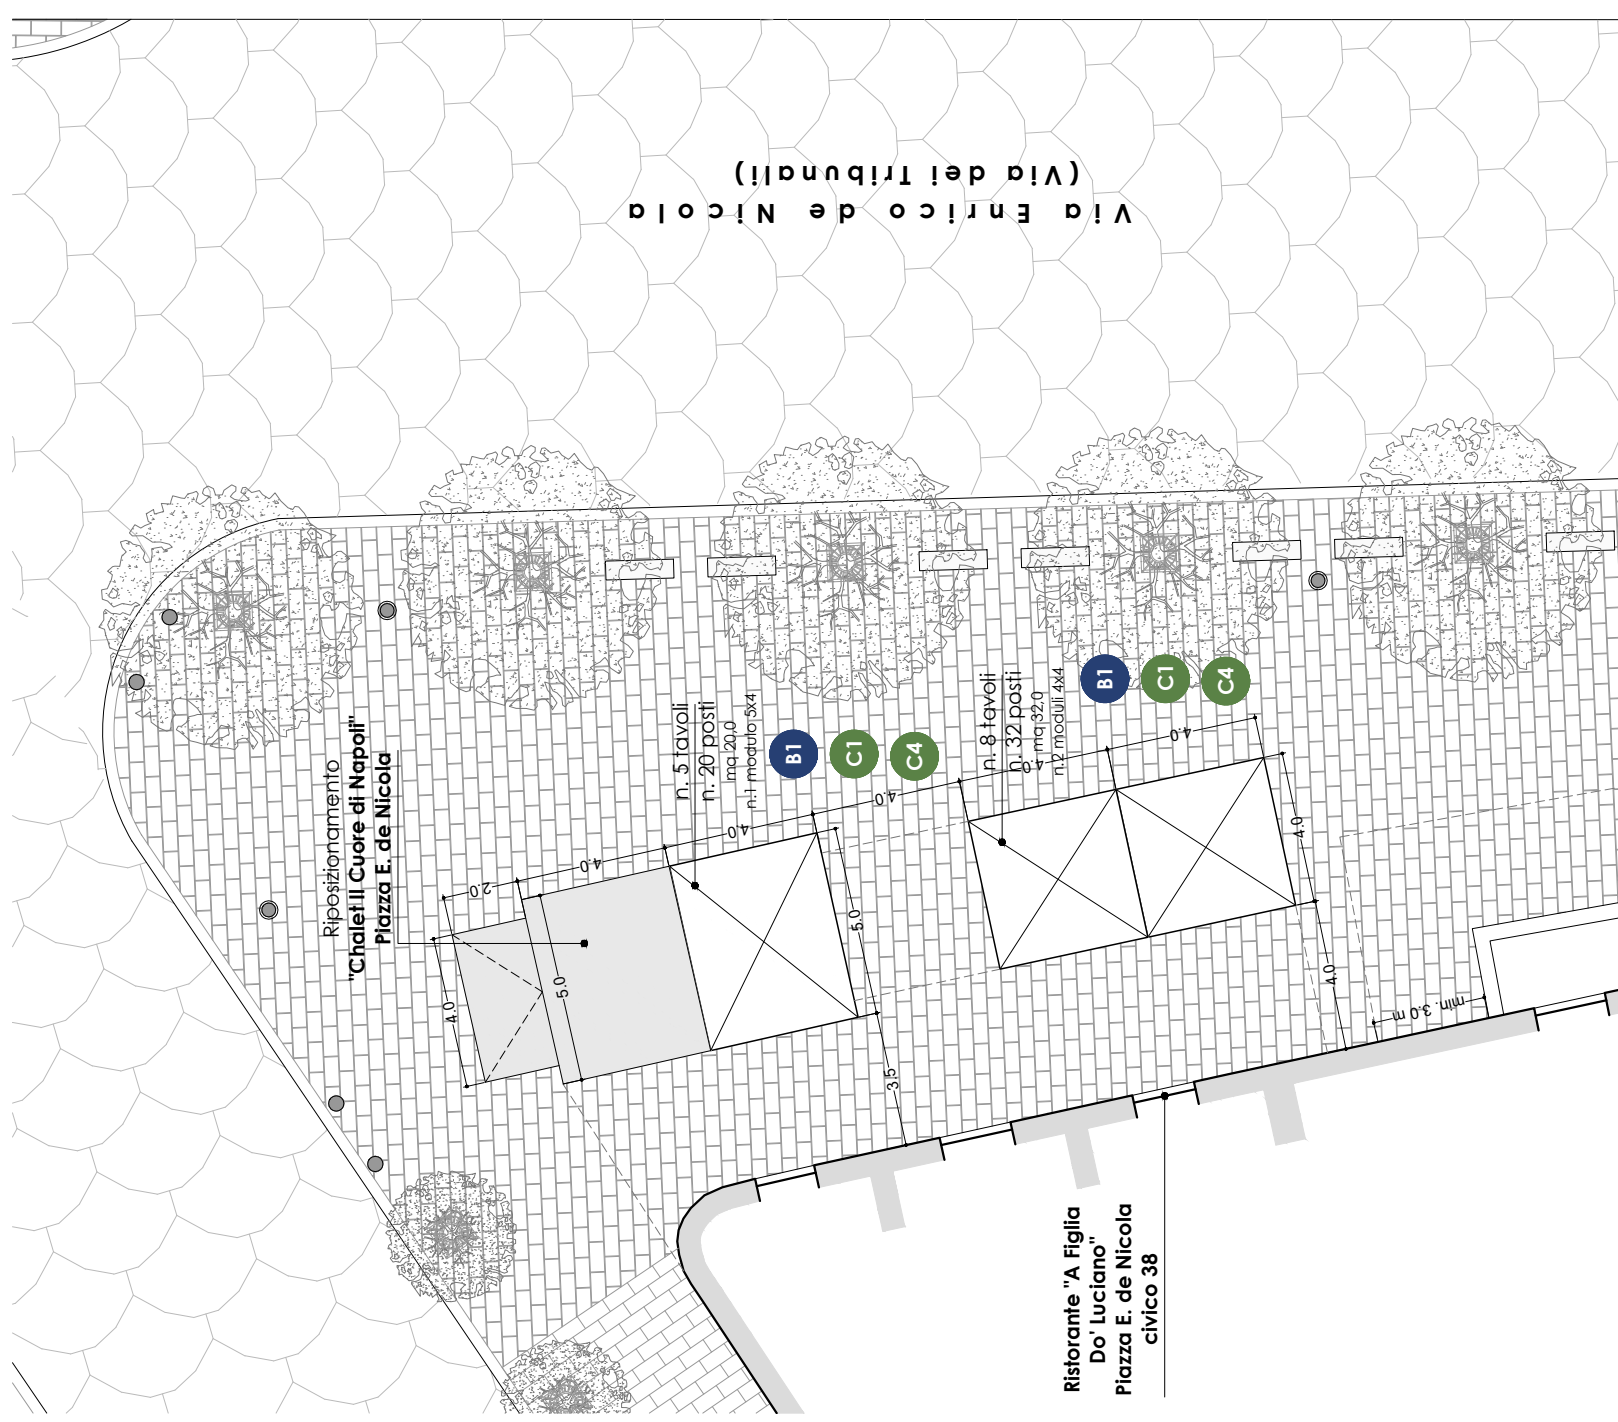 Via Enrico de Nicola
(Via dei Tribunali)
Riposizionamento
"Chalet Il Cuore di Napoli"
Piazza E. de Nicola
n. 5 tavoli
n. 20 posti
mq 20,0
n.1 modulo 5x4
B1
C1
C4
n. 8 tavoli
n. 32 posti
mq 32,0
n.2 moduli 4x4
B1
C1
C4
2.0
4.0
4.0
4.0
4.0
4.0
4.0
5.0
5.0
3.5
4.0
4.0
min. 3.0 m
Ristorante "A Figlia
Do' Luciano"
Piazza E. de Nicola
civico 38